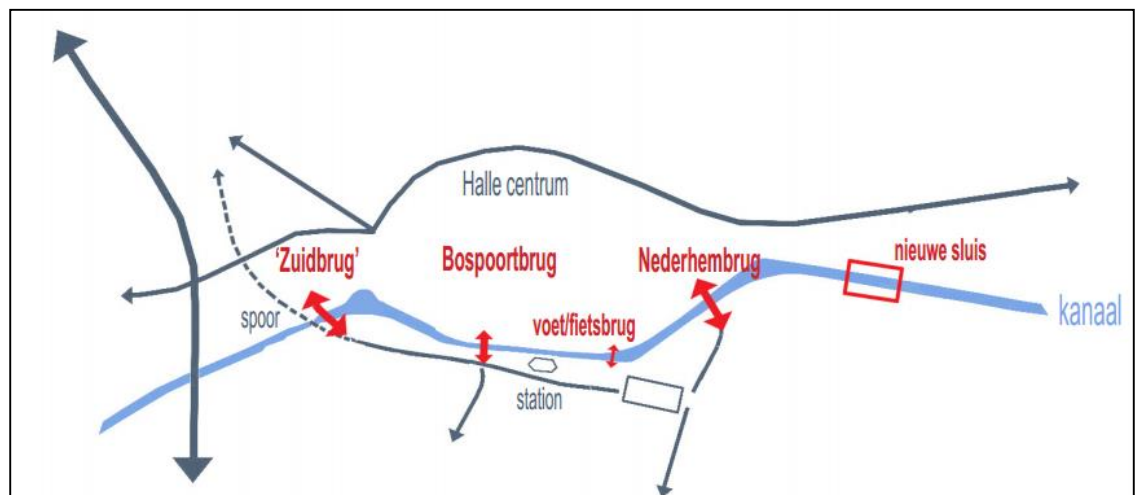 Halle centrum
'Zuidbrug'
Bospoortbrug
Nederhembrug
nieuwe sluis
spoor
voet/fietsbrug
kanaal
station